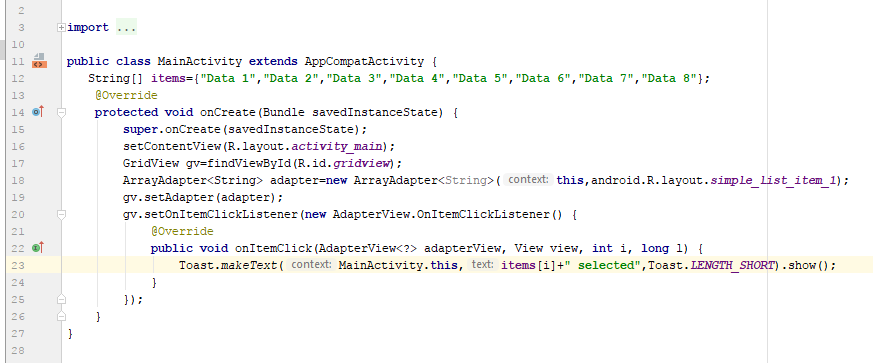 2
3 import ...
10
11 public class MainActivity extends AppCompatActivity {
12 String[] items={"Data 1","Data 2","Data 3","Data 4","Data 5","Data 6","Data 7","Data 8"};
13 @Override
14 protected void onCreate(Bundle savedInstanceState) {
15 super.onCreate(savedInstanceState);
16 setContentView(R.layout.activity_main);
17 GridView gv=findViewById(R.id.gridview);
18 ArrayAdapter<String> adapter=new ArrayAdapter<String>( context: this,android.R.layout.simple_list_item_1);
19 gv.setAdapter(adapter);
20 gv.setOnItemClickListener(new AdapterView.OnItemClickListener() {
21 @Override
22 public void onItemClick(AdapterView<?> adapterView, View view, int i, long l) {
23 Toast.makeText( context: MainActivity.this, text: items[i]+" selected",Toast.LENGTH_SHORT).show();
24 }
25 });
26 }
27 }
28